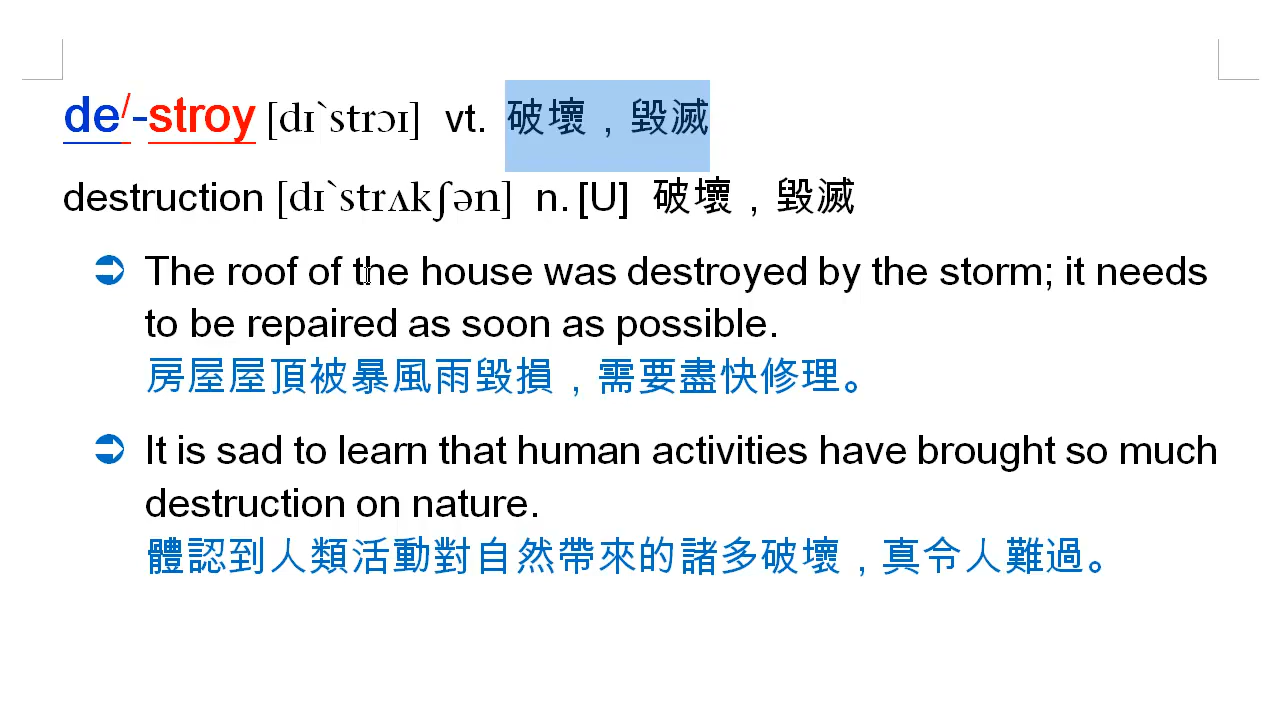 de/-stroy [dɪˋstrɔɪ] vt. 破壞，毀滅
destruction [dɪˋstrʌkʃən] n. [U] 破壞，毀滅
➲ The roof of the house was destroyed by the storm; it needs
to be repaired as soon as possible.
房屋屋頂被暴風雨毀損，需要盡快修理。
➲ It is sad to learn that human activities have brought so much
destruction on nature.
體認到人類活動對自然帶來的諸多破壞，真令人難過。